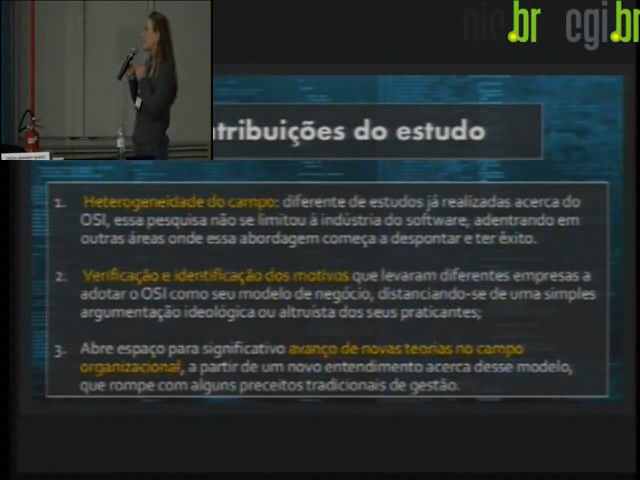 nic.br cgi.br
tribuições do estudo
1. Heterogeneidade do campo: diferente de estudos já realizadas acerca do
OSI, essa pesquisa não se limitou à indústria do software, adentrando em
outras áreas onde essa abordagem começa a despontar e ter êxito.
2. Verificação e identificação dos motivos que levaram diferentes empresas a
adotar o OSI como seu modelo de negócio, distanciando-se de uma simples
argumentação ideológica ou altruísta dos seus praticantes;
3. Abre espaço para significativo avanço de novas teorias no campo
organizacional, a partir de um novo entendimento acerca desse modelo,
que rompe com alguns preceitos tradicionais de gestão.